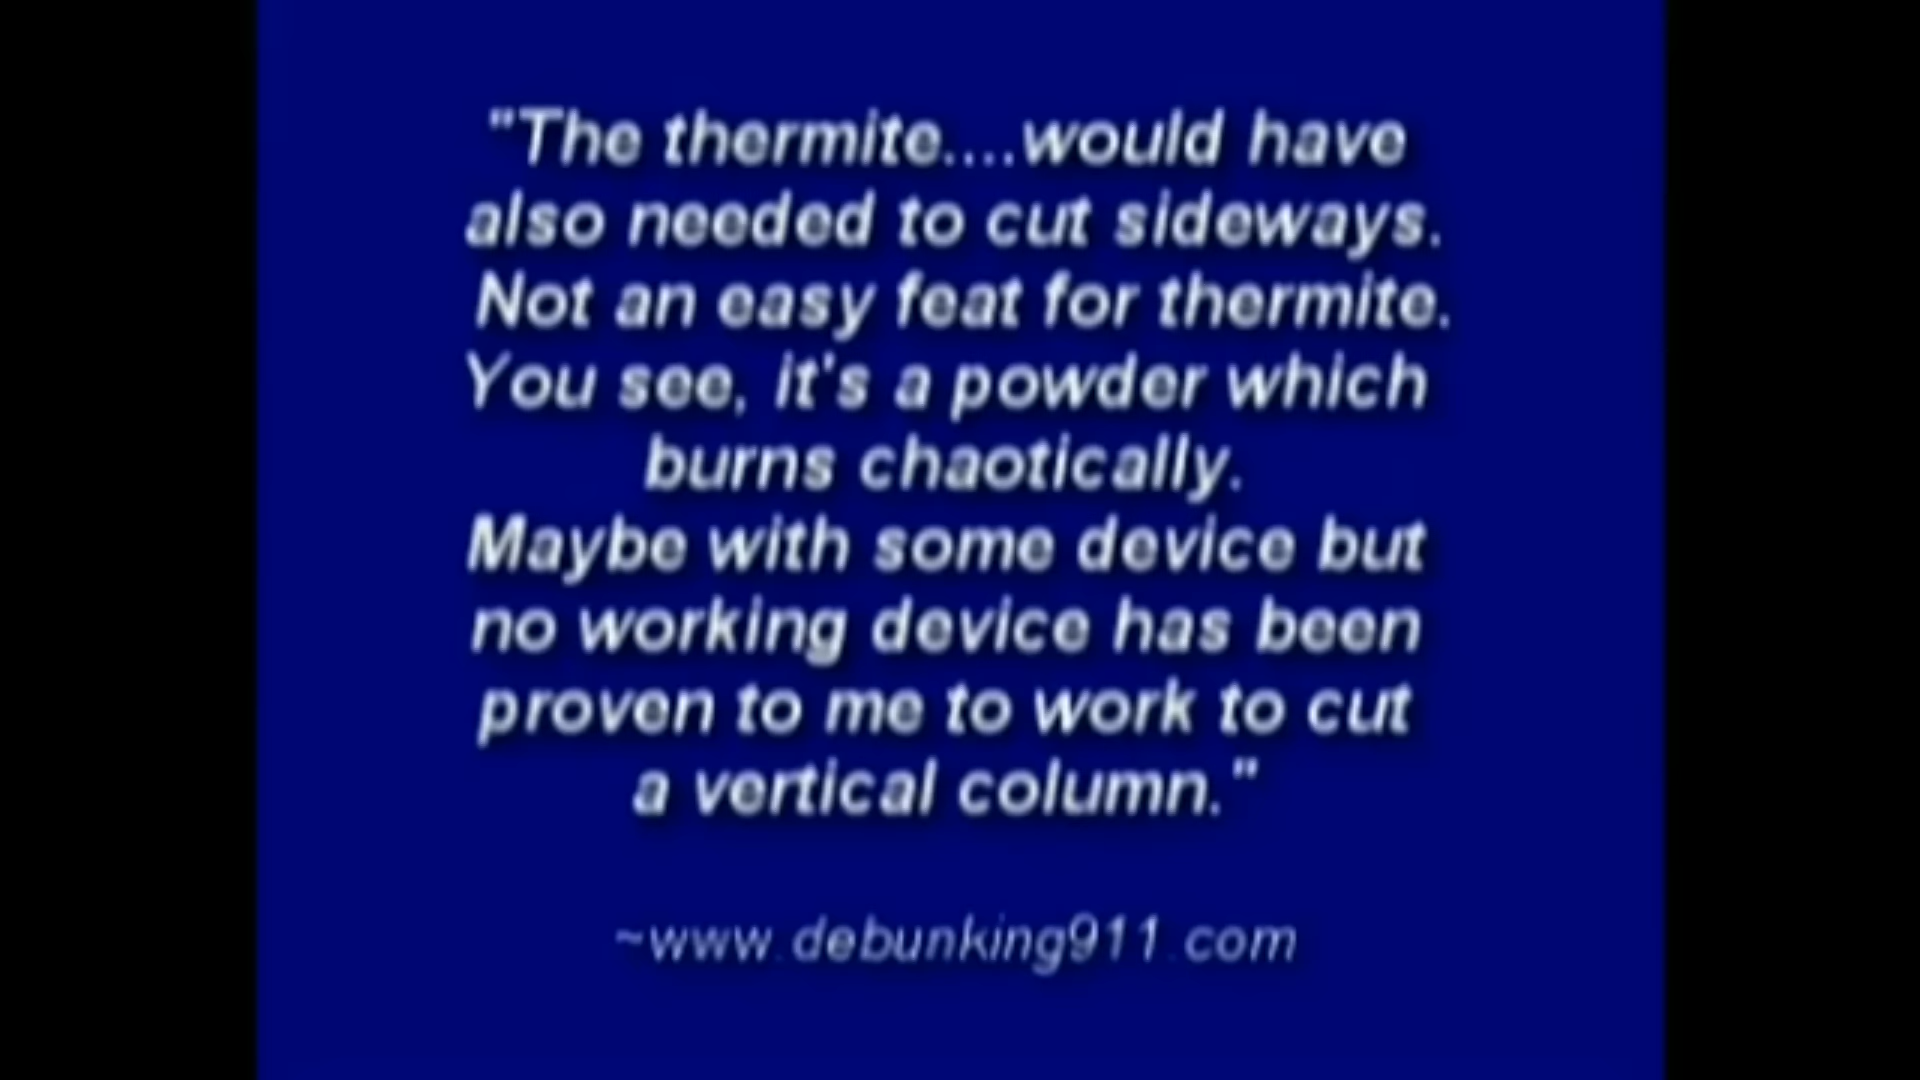 "The thermite....would have
also needed to cut sideways.
Not an easy feat for thermite.
You see, it's a powder which
burns chaotically.
Maybe with some device but
no working device has been
proven to me to work to cut
a vertical column."
~www.debunking911.com